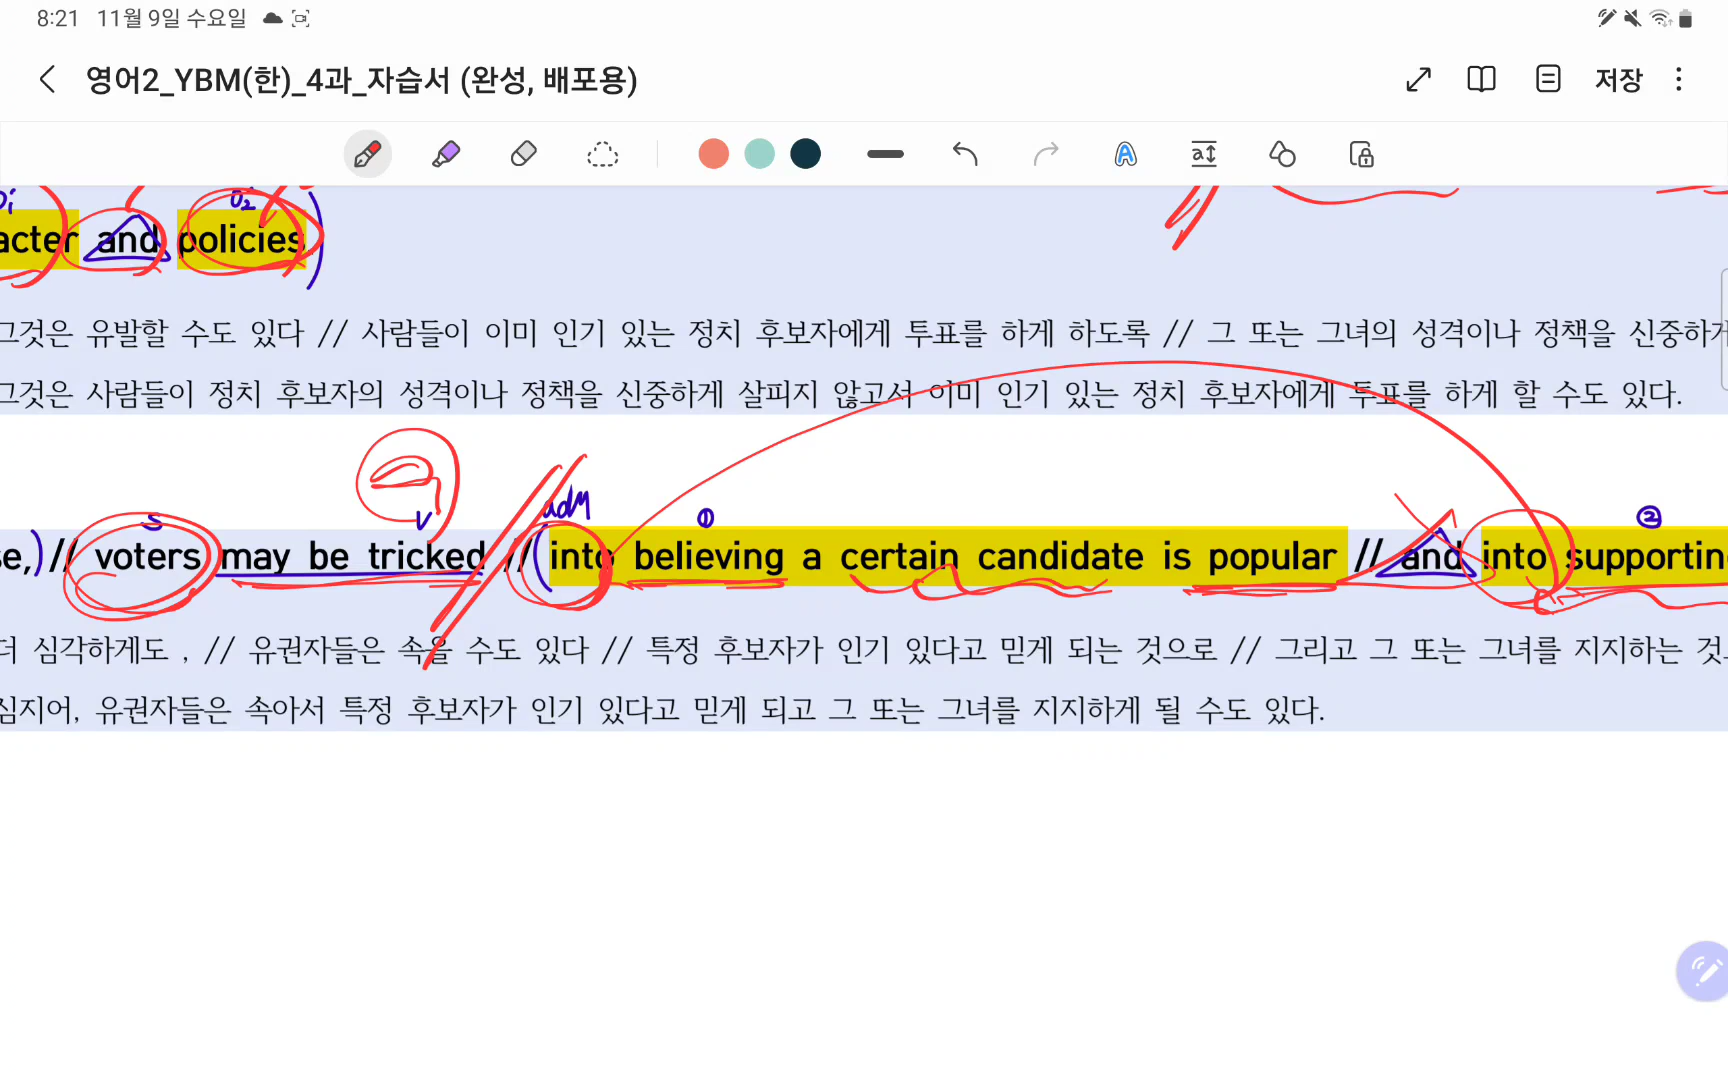 8:21 11월 9일 수요일
영어2_YBM(한)_4과_자습서 (완성, 배포용)
저장
O₂
acter and policies)
그것은 유발할 수도 있다 // 사람들이 이미 인기 있는 정치 후보자에게 투표를 하게 하도록 // 그 또는 그녀의 성격이나 정책을 신중하게
그것은 사람들이 정치 후보자의 성격이나 정책을 신중하게 살피지 않고서 이미 인기 있는 정치 후보자에게 투표를 하게 할 수도 있다.
S V ① ②
se,) // voters may be tricked // (into believing a certain candidate is popular // and into supportin
더 심각하게도 , // 유권자들은 속을 수도 있다 // 특정 후보자가 인기 있다고 믿게 되는 것으로 // 그리고 그 또는 그녀를 지지하는 것
심지어, 유권자들은 속아서 특정 후보자가 인기 있다고 믿게 되고 그 또는 그녀를 지지하게 될 수도 있다.